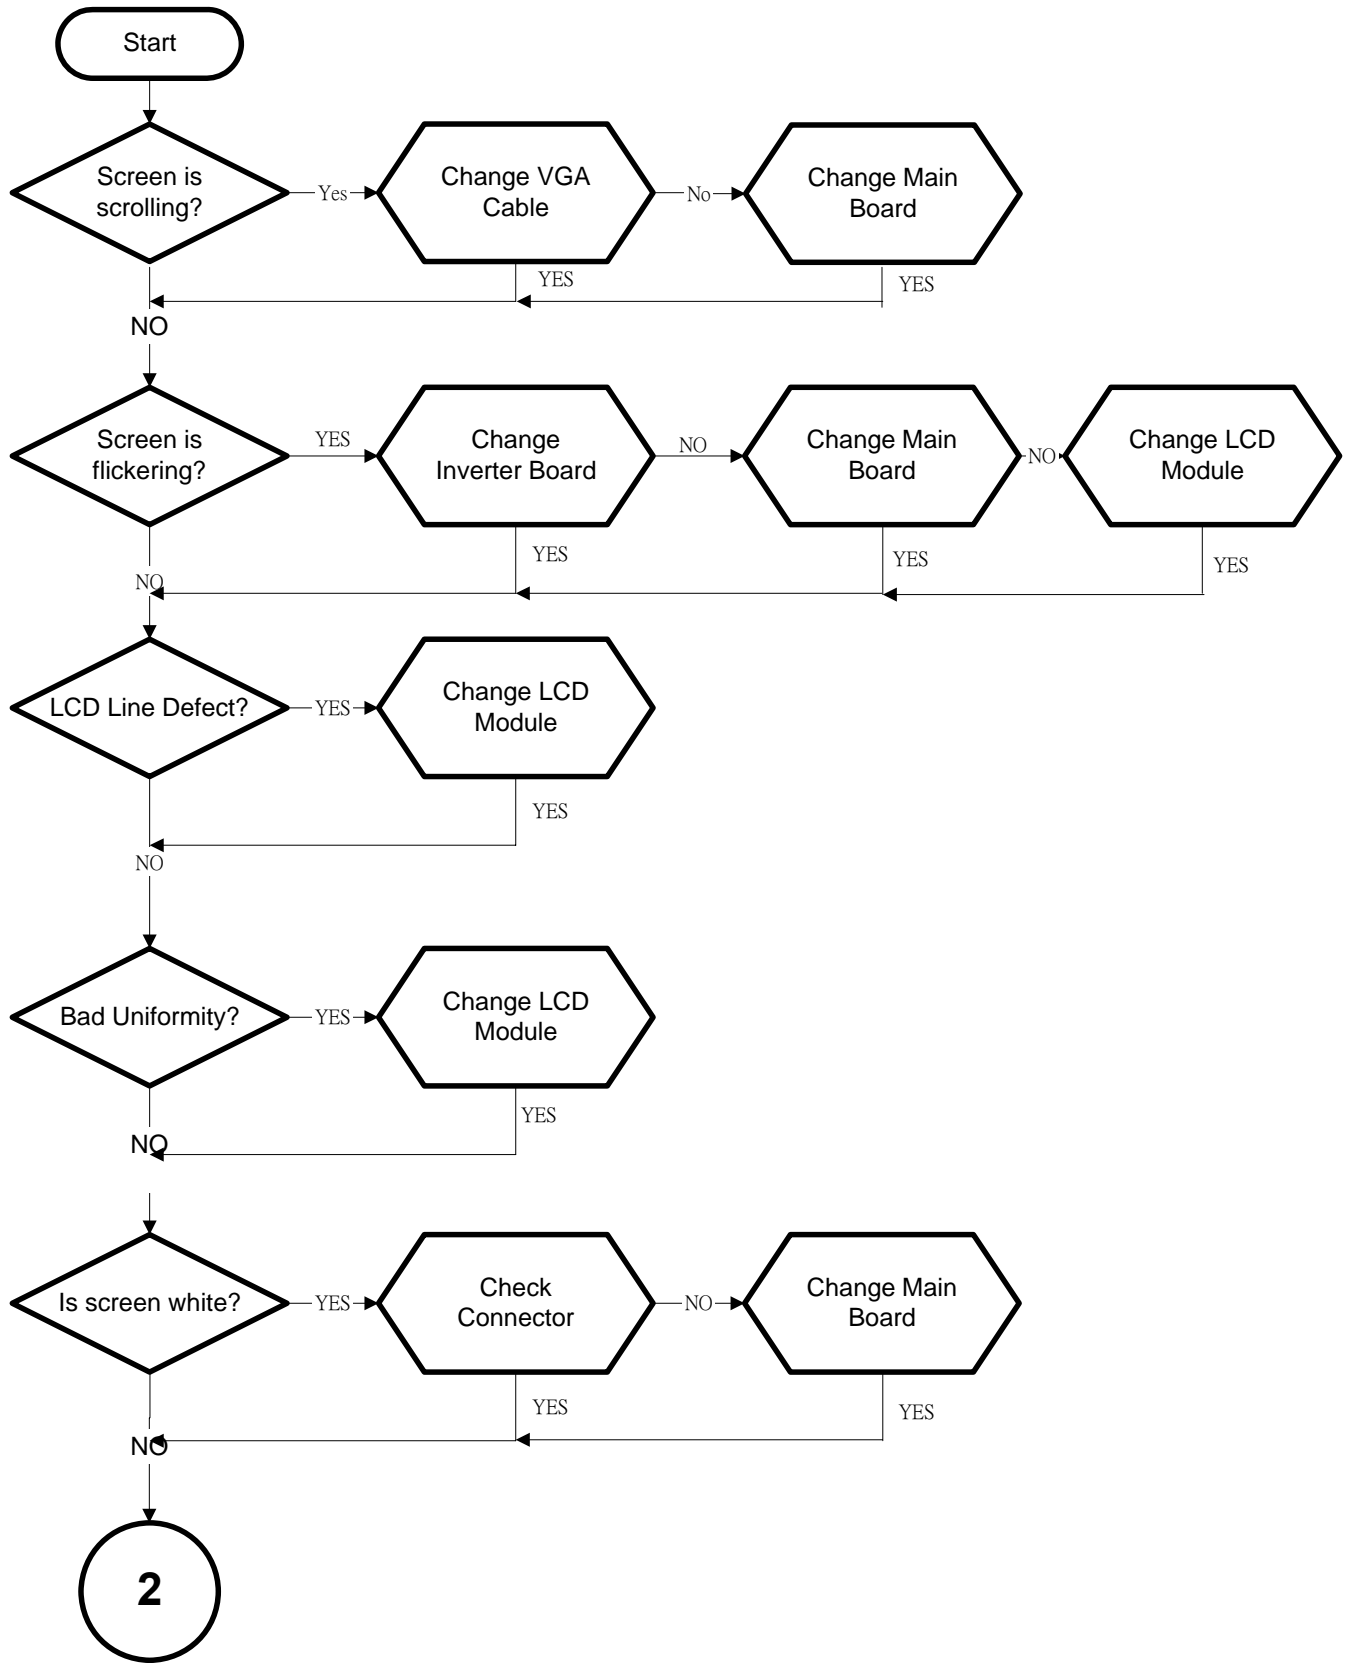 Start
Screen is
scrolling?
Yes
Change VGA
Cable
No
Change Main
Board
YES
YES
NO
Screen is
flickering?
YES
Change
Inverter Board
NO
Change Main
Board
NO
Change LCD
Module
YES
YES
YES
NO
LCD Line Defect?
YES
Change LCD
Module
YES
NO
Bad Uniformity?
YES
Change LCD
Module
YES
NO
Is screen white?
YES
Check
Connector
NO
Change Main
Board
YES
YES
NO
2